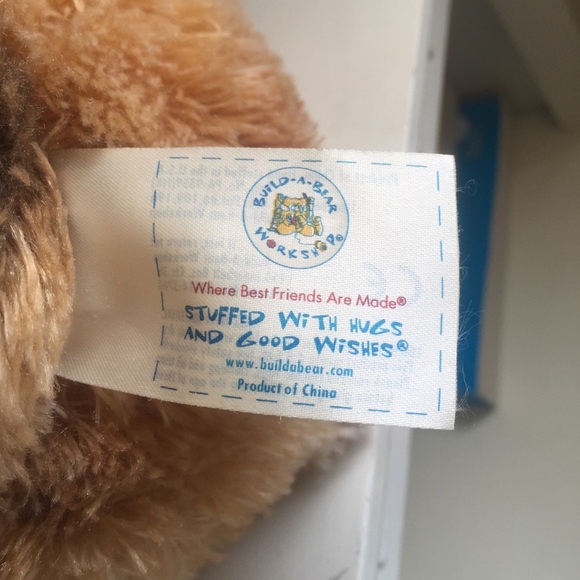 BUILD-A-BEAR
WORKSHOP®
Where Best Friends Are Made®
STUFFED WITH HUGS
AND GOOD WISHES®
www.buildabear.com
Product of China